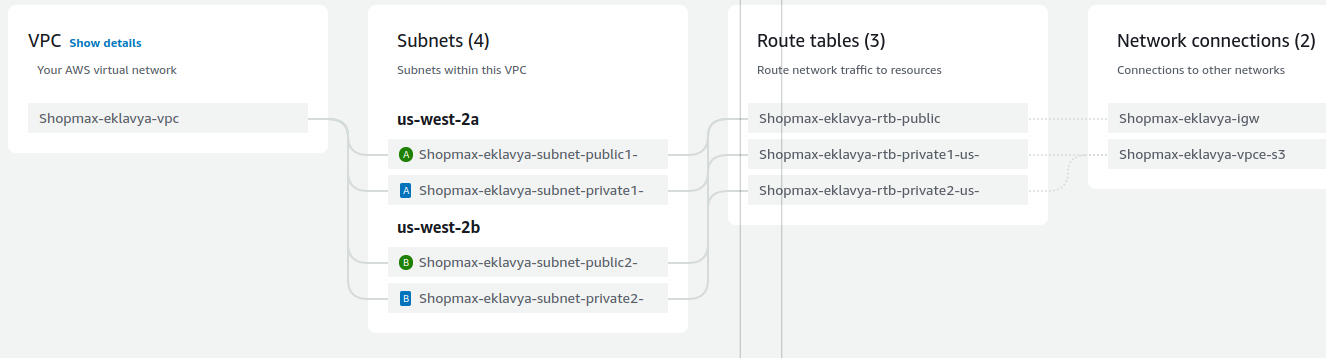 VPC Show details
Your AWS virtual network
Shopmax-eklavya-vpc
Subnets (4)
Subnets within this VPC
us-west-2a
A Shopmax-eklavya-subnet-public1-
A Shopmax-eklavya-subnet-private1-
us-west-2b
B Shopmax-eklavya-subnet-public2-
B Shopmax-eklavya-subnet-private2-
Route tables (3)
Route network traffic to resources
Shopmax-eklavya-rtb-public
Shopmax-eklavya-rtb-private1-us-
Shopmax-eklavya-rtb-private2-us-
Network connections (2)
Connections to other networks
Shopmax-eklavya-igw
Shopmax-eklavya-vpce-s3